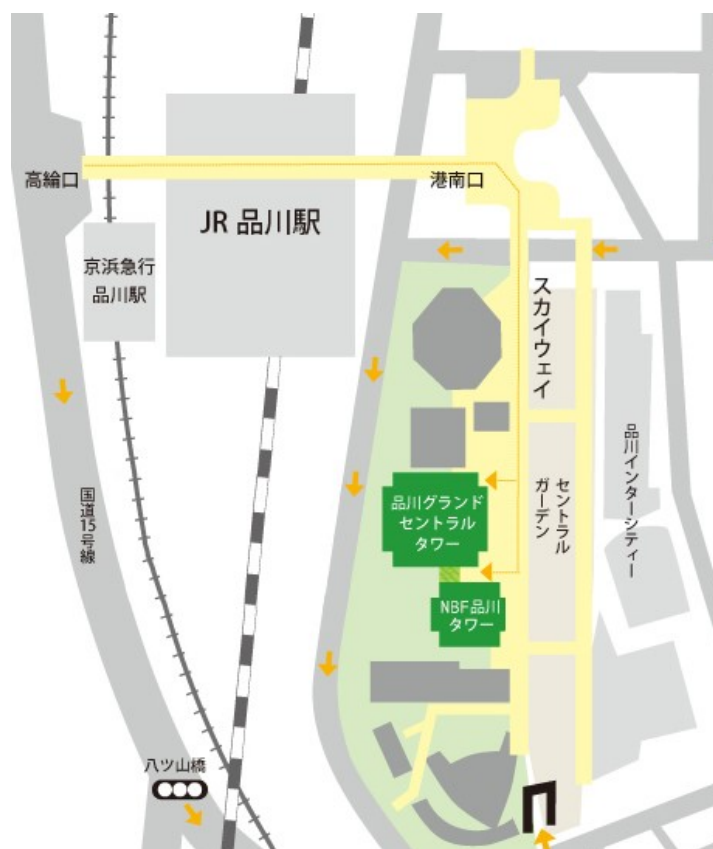 高輪口
港南口
JR 品川駅
京浜急行
品川駅
スカイウェイ
品川インターシティー
セントラル
ガーデン
国道15号線
品川グランド
セントラル
タワー
NBF品川
タワー
八ツ山橋